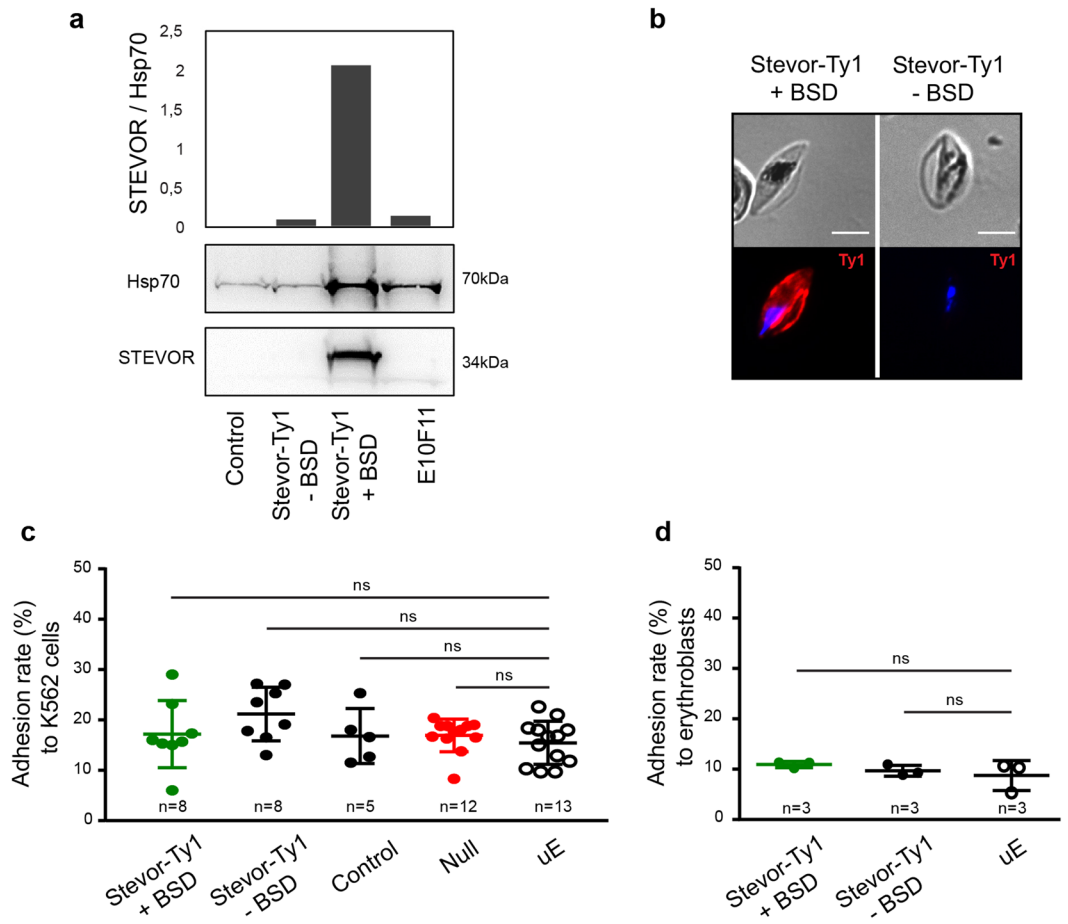 a
STEVOR / Hsp70
2,5
2
1,5
1
0,5
0
Hsp70
70kDa
STEVOR
34kDa
Control
Stevor-Ty1
- BSD
Stevor-Ty1
+ BSD
E10F11
b
Stevor-Ty1
+ BSD
Stevor-Ty1
- BSD
Ty1
Ty1
c
Adhesion rate (%)
to K562 cells
50
40
30
20
10
0
ns
ns
ns
ns
n=8
n=8
n=5
n=12
n=13
Stevor-Ty1
+ BSD
Stevor-Ty1
- BSD
Control
Null
uE
d
Adhesion rate (%)
to erythroblasts
50
40
30
20
10
0
ns
ns
n=3
n=3
n=3
Stevor-Ty1
+ BSD
Stevor-Ty1
- BSD
uE